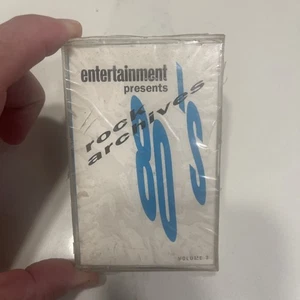 entertainment
presents
rock
archives
80's